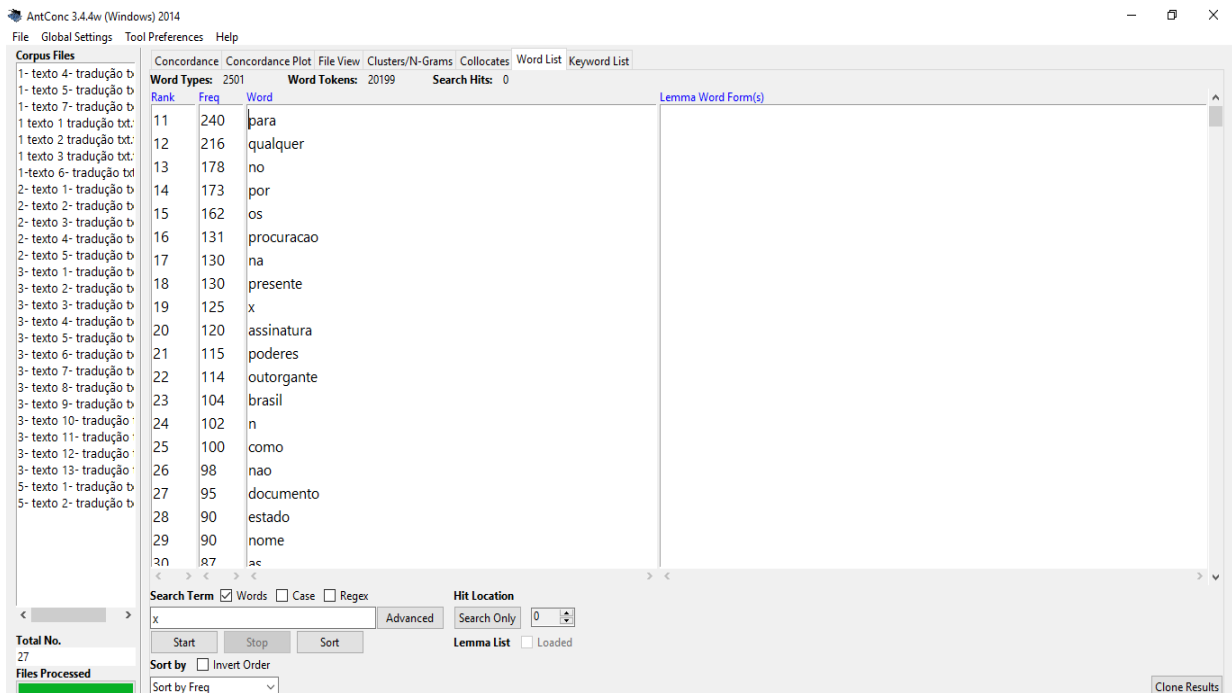 AntConc 3.4.4w (Windows) 2014
File Global Settings Tool Preferences Help
Corpus Files
1- texto 4- tradução
1- texto 5- tradução
1- texto 7- tradução
1 texto 1 tradução txt.
1 texto 2 tradução txt.
1 texto 3 tradução txt.
1-texto 6- tradução txt
2- texto 1- tradução
2- texto 2- tradução
2- texto 3- tradução
2- texto 4- tradução
2- texto 5- tradução
3- texto 1- tradução
3- texto 2- tradução
3- texto 3- tradução
3- texto 4- tradução
3- texto 5- tradução
3- texto 6- tradução
3- texto 7- tradução
3- texto 8- tradução
3- texto 9- tradução
3- texto 10- tradução
3- texto 11- tradução
3- texto 12- tradução
3- texto 13- tradução
5- texto 1- tradução
5- texto 2- tradução
Total No.
27
Files Processed
Concordance Concordance Plot File View Clusters/N-Grams Collocates Word List Keyword List
Word Types: 2501 Word Tokens: 20199 Search Hits: 0
Rank Freq Word Lemma Word Form(s)
11 240 para
12 216 qualquer
13 178 no
14 173 por
15 162 os
16 131 procuracao
17 130 na
18 130 presente
19 125 x
20 120 assinatura
21 115 poderes
22 114 outorgante
23 104 brasil
24 102 n
25 100 como
26 98 nao
27 95 documento
28 90 estado
29 90 nome
30 87 as
Search Term Words Case Regex Hit Location
x Advanced Search Only 0
Start Stop Sort Lemma List Loaded
Sort by Invert Order
Sort by Freq Clone Results